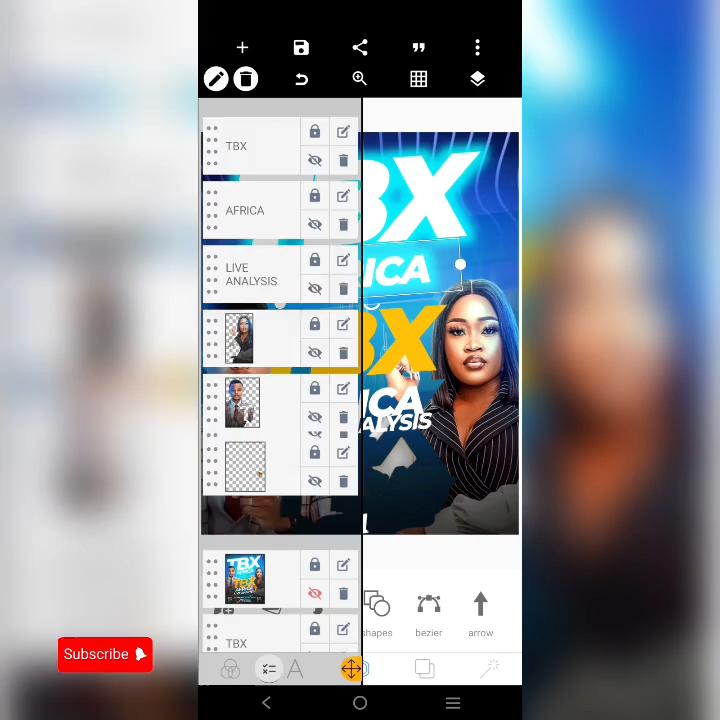 TBX
AFRICA
LIVE
ANALYSIS
TBX
BX
ICA
BX
ICA
ALYSIS
shapes
bezier
arrow
A
Subscribe